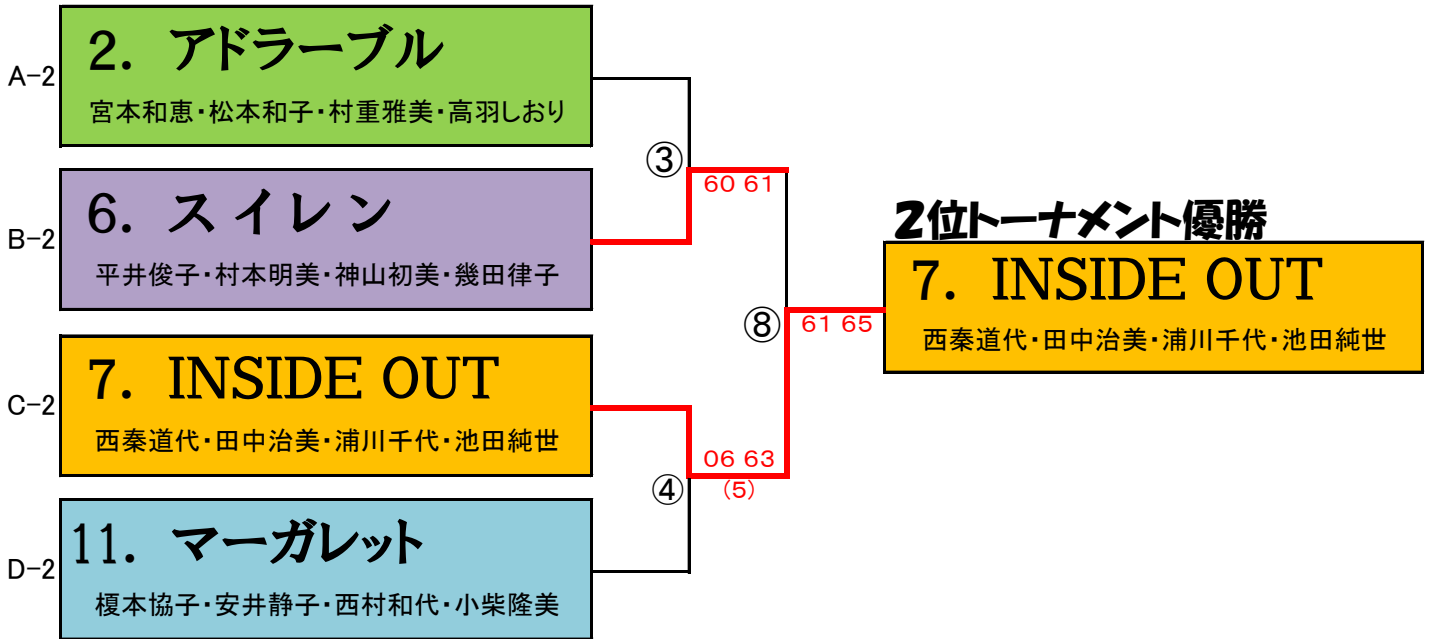 A-2
2. アドラーブル
宮本和恵・松本和子・村重雅美・高羽しおり
③
60 61
B-2
6. スイレン
平井俊子・村本明美・神山初美・幾田律子
2位トーナメント優勝
7. INSIDE OUT
西秦道代・田中治美・浦川千代・池田純世
⑧
61 65
C-2
7. INSIDE OUT
西秦道代・田中治美・浦川千代・池田純世
④
06 63
(5)
D-2
11. マーガレット
榎本協子・安井静子・西村和代・小柴隆美